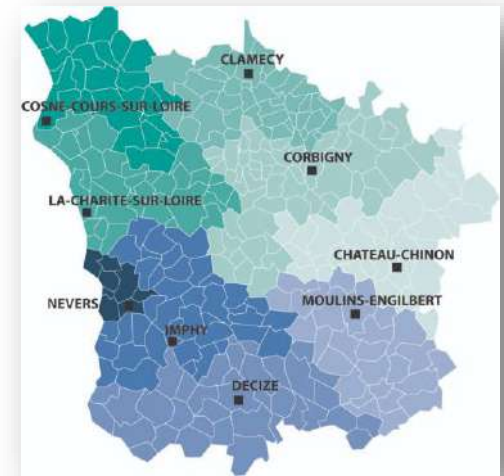 CLAMECY
COSNE-COURS-SUR-LOIRE
CORBIGNY
LA-CHARITE-SUR-LOIRE
CHATEAU-CHINON
NEVERS
MOULINS-ENGILBERT
IMPHY
DECIZE